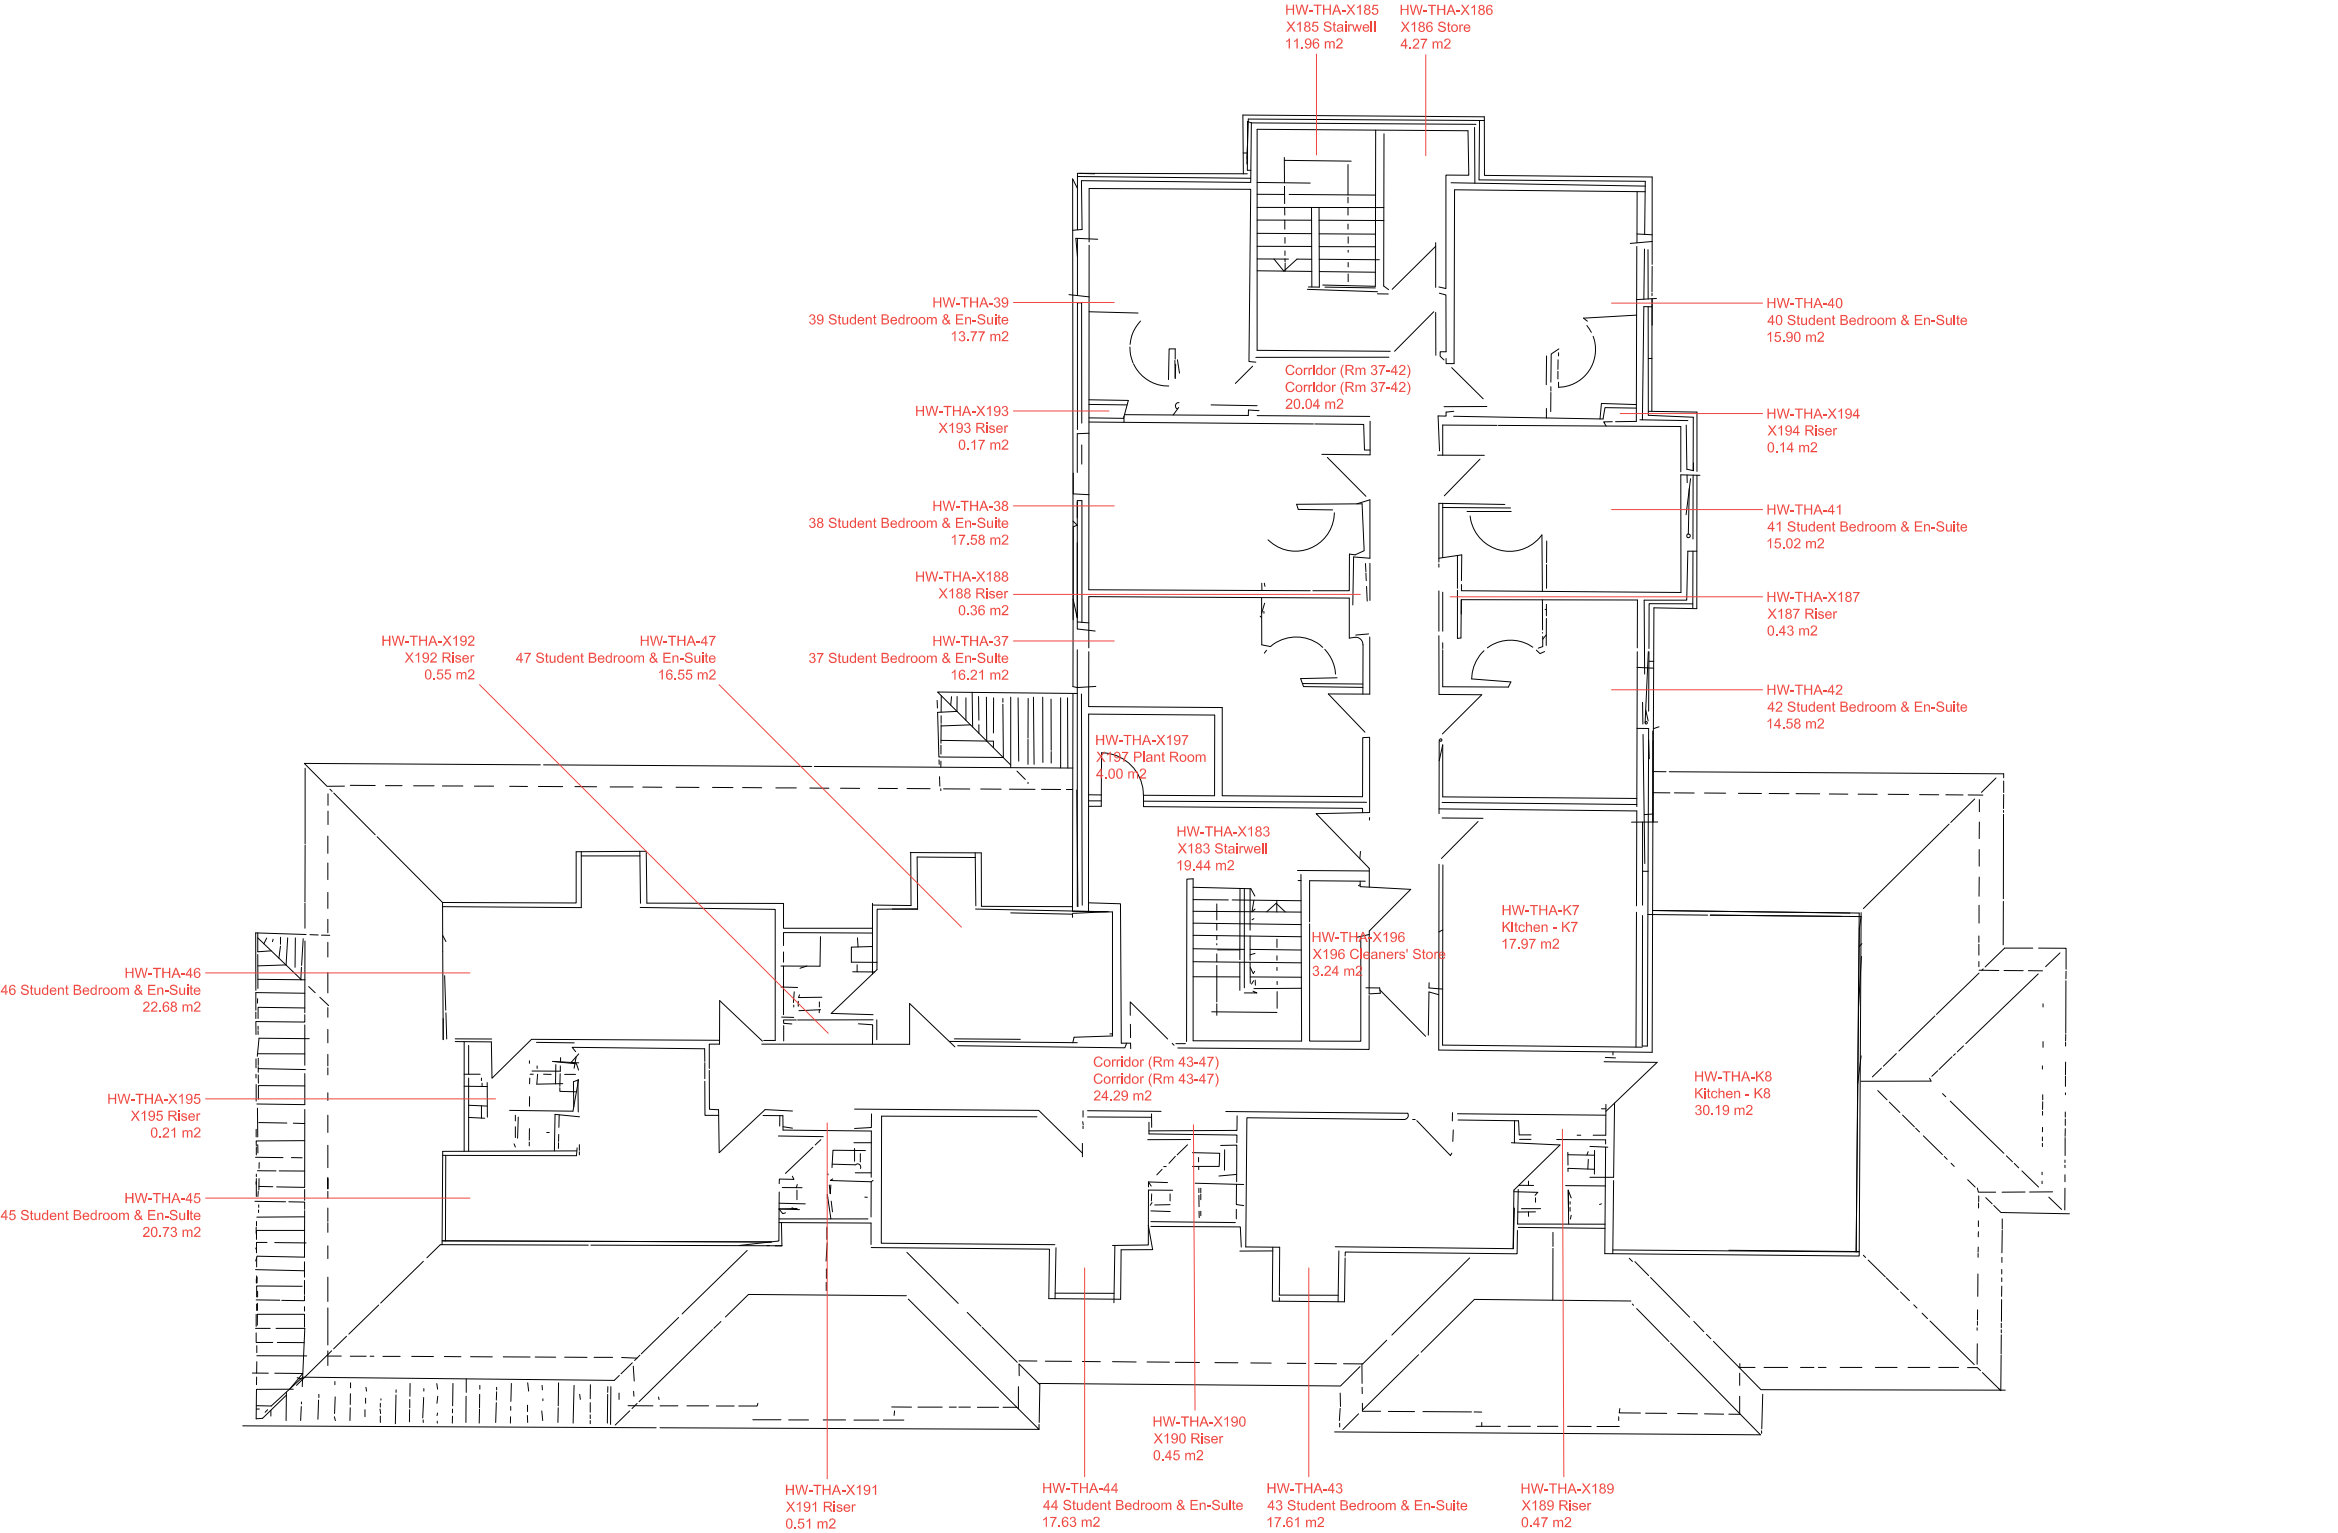 HW-THA-X185
X185 Stairwell
11.96 m2
HW-THA-X186
X186 Store
4.27 m2
HW-THA-39
39 Student Bedroom & En-Suite
13.77 m2
HW-THA-40
40 Student Bedroom & En-Suite
15.90 m2
Corridor (Rm 37-42)
Corridor (Rm 37-42)
20.04 m2
HW-THA-X193
X193 Riser
0.17 m2
HW-THA-X194
X194 Riser
0.14 m2
HW-THA-38
38 Student Bedroom & En-Suite
17.58 m2
HW-THA-41
41 Student Bedroom & En-Suite
15.02 m2
HW-THA-X188
X188 Riser
0.36 m2
HW-THA-X187
X187 Riser
0.43 m2
HW-THA-X192
X192 Riser
0.55 m2
HW-THA-47
47 Student Bedroom & En-Suite
16.55 m2
HW-THA-37
37 Student Bedroom & En-Suite
16.21 m2
HW-THA-42
42 Student Bedroom & En-Suite
14.58 m2
HW-THA-X197
X197 Plant Room
4.00 m2
HW-THA-X183
X183 Stairwell
19.44 m2
HW-THA-K7
Kitchen - K7
17.97 m2
HW-THA-X196
X196 Cleaners' Store
3.24 m2
HW-THA-46
46 Student Bedroom & En-Suite
22.68 m2
Corridor (Rm 43-47)
Corridor (Rm 43-47)
24.29 m2
HW-THA-K8
Kitchen - K8
30.19 m2
HW-THA-X195
X195 Riser
0.21 m2
HW-THA-45
45 Student Bedroom & En-Suite
20.73 m2
HW-THA-X190
X190 Riser
0.45 m2
HW-THA-X191
X191 Riser
0.51 m2
HW-THA-44
44 Student Bedroom & En-Suite
17.63 m2
HW-THA-43
43 Student Bedroom & En-Suite
17.61 m2
HW-THA-X189
X189 Riser
0.47 m2